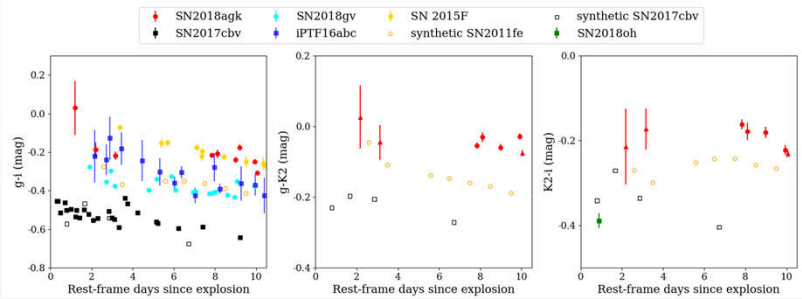 SN2018agk SN2018gv SN 2015F synthetic SN2017cbv
SN2017cbv iPTF16abc synthetic SN2011fe SN2018oh
g-i (mag)
0.2
0.0
-0.2
-0.4
-0.6
-0.8
0 2 4 6 8 10
Rest-frame days since explosion
g-K2 (mag)
0.2
0.0
-0.2
-0.4
0 2 4 6 8 10
Rest-frame days since explosion
K2-i (mag)
0.0
-0.2
-0.4
0 2 4 6 8 10
Rest-frame days since explosion